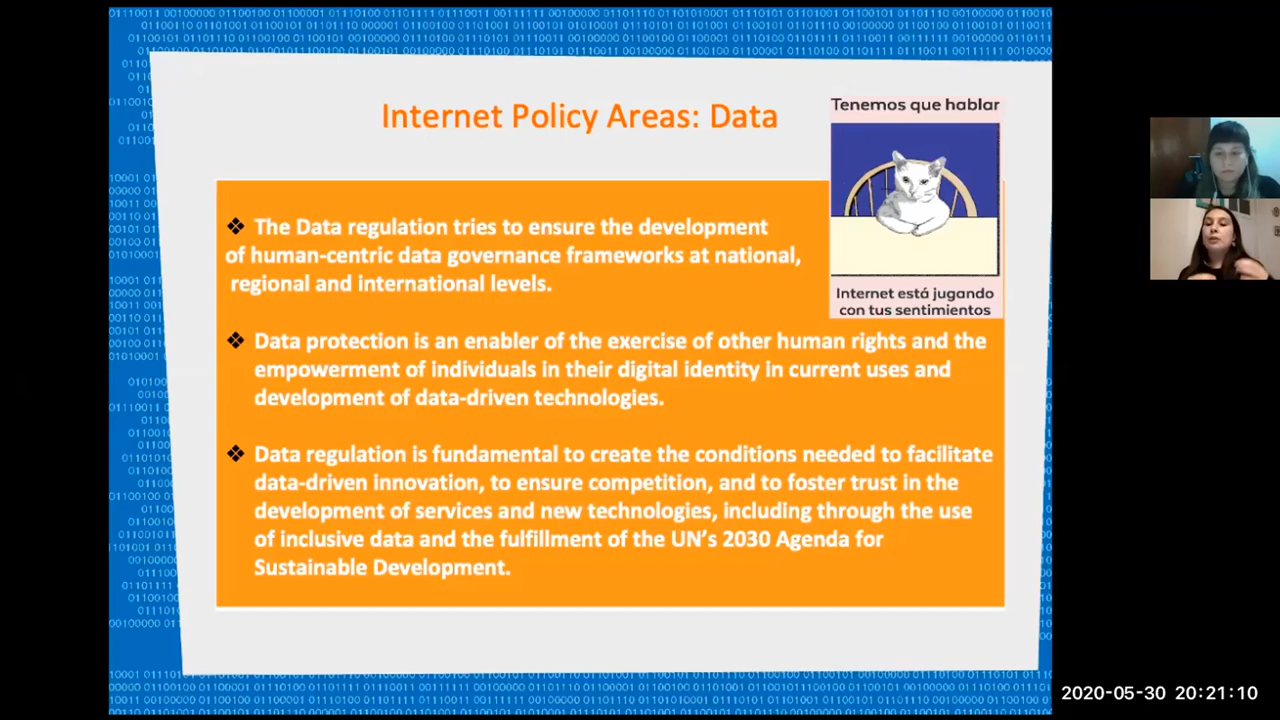 Internet Policy Areas: Data
Tenemos que hablar
Internet está jugando
con tus sentimientos
❖ The Data regulation tries to ensure the development
of human-centric data governance frameworks at national,
regional and international levels.
❖ Data protection is an enabler of the exercise of other human rights and the
empowerment of individuals in their digital identity in current uses and
development of data-driven technologies.
❖ Data regulation is fundamental to create the conditions needed to facilitate
data-driven innovation, to ensure competition, and to foster trust in the
development of services and new technologies, including through the use
of inclusive data and the fulfillment of the UN’s 2030 Agenda for
Sustainable Development.
2020-05-30 20:21:10